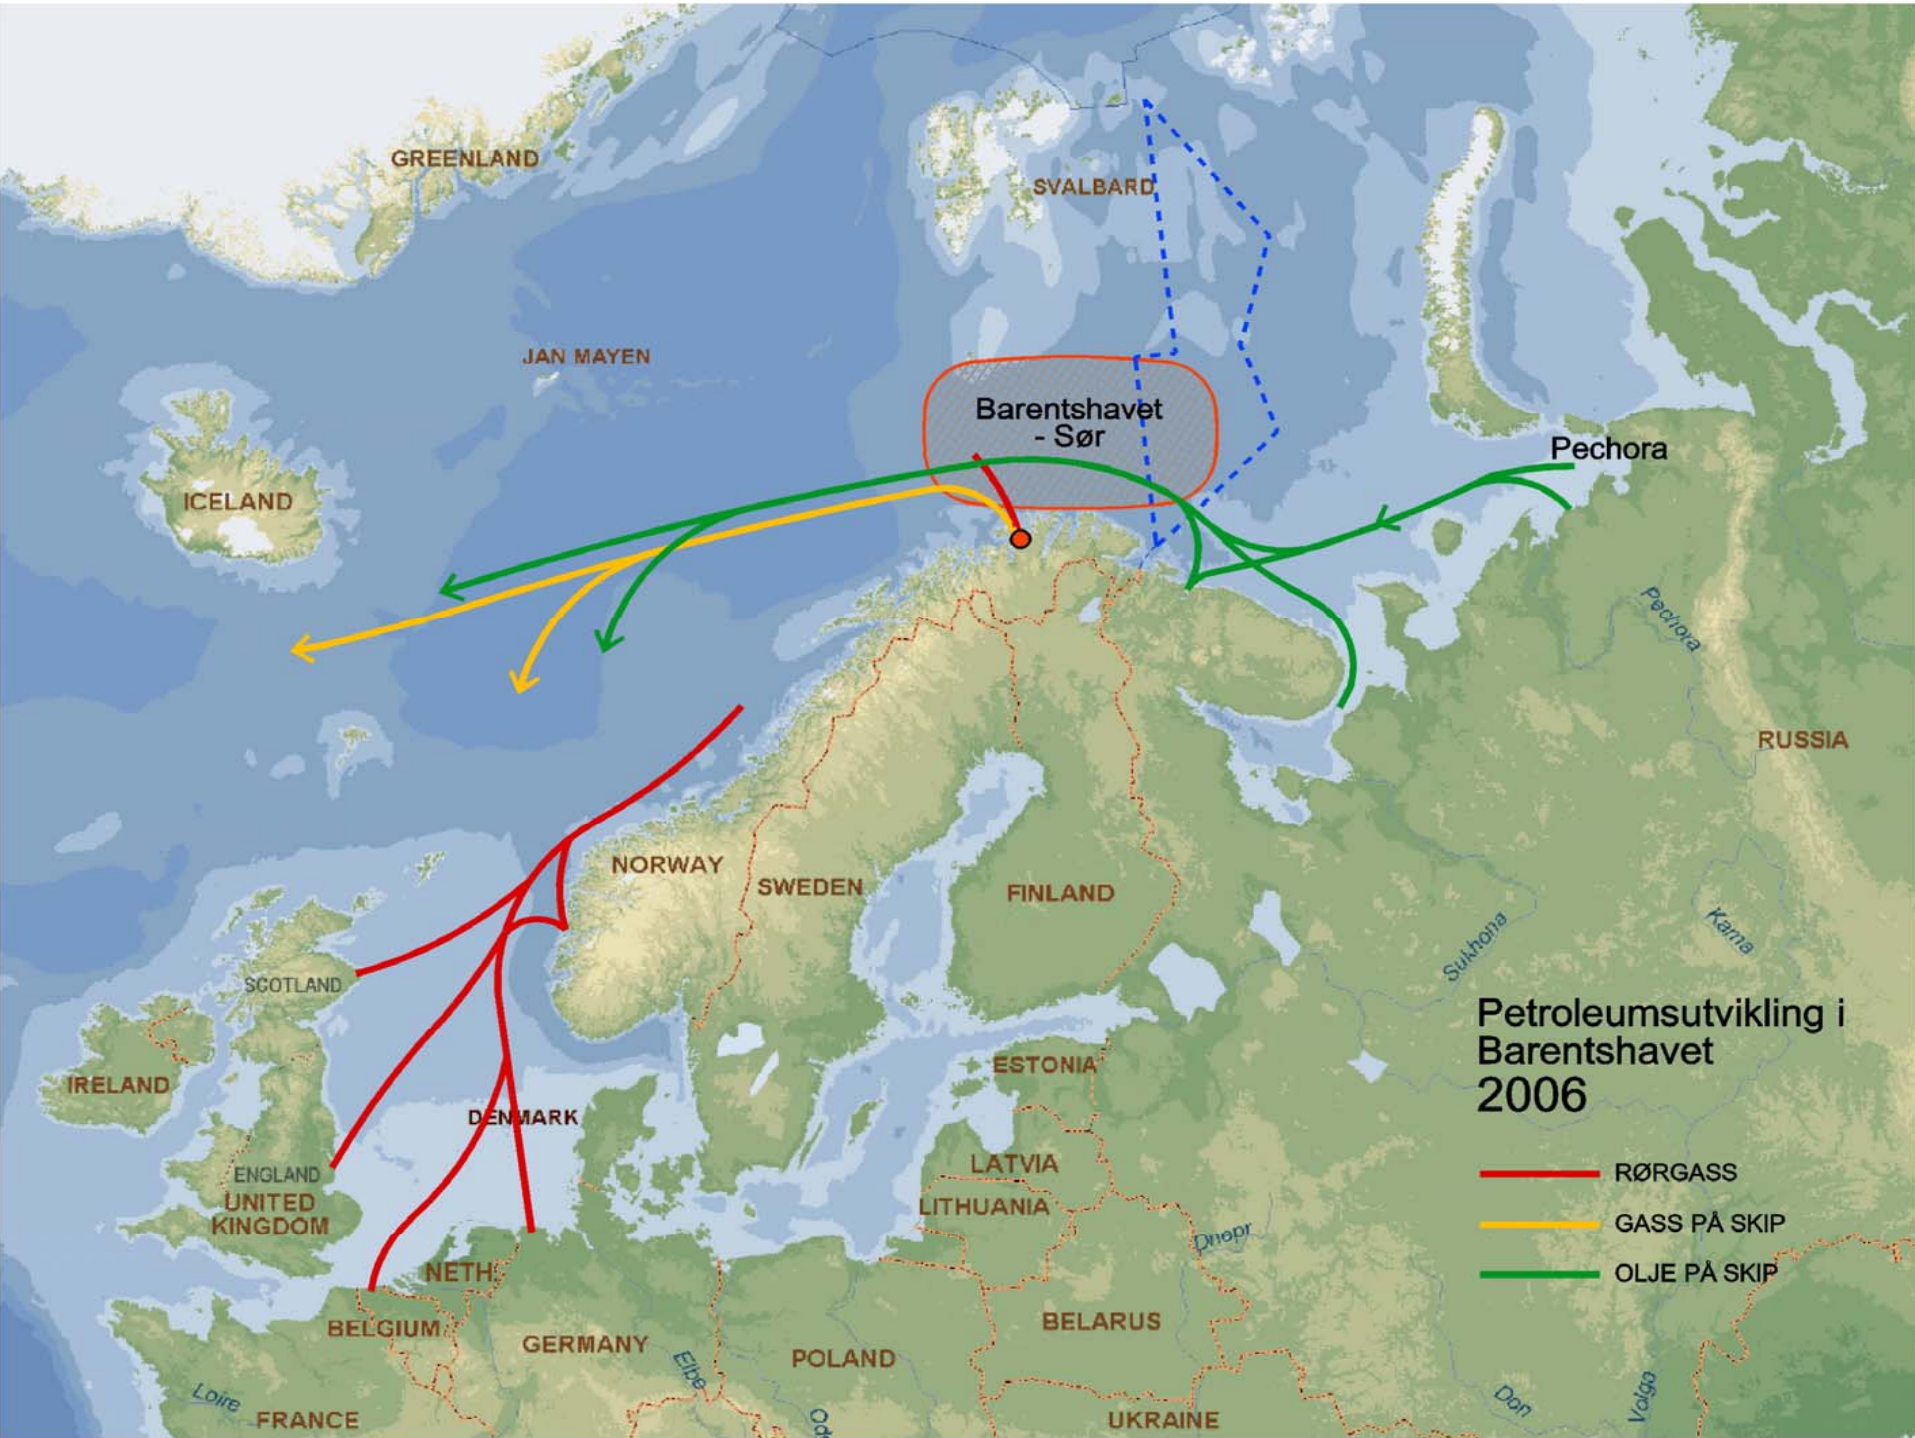 GREENLAND
SVALBARD
JAN MAYEN
Barentshavet
- Sør
Pechora
ICELAND
Pechora
RUSSIA
NORWAY
SWEDEN
FINLAND
Sukhona
Kama
SCOTLAND
Petroleumsutvikling i
Barentshavet
2006
IRELAND
ESTONIA
DENMARK
LATVIA
RØRGASS
ENGLAND
UNITED
KINGDOM
LITHUANIA
GASS PÅ SKIP
Dnepr
NETH.
OLJE PÅ SKIP
BELGIUM
GERMANY
BELARUS
POLAND
Elbe
Loire
Don
Volga
FRANCE
UKRAINE